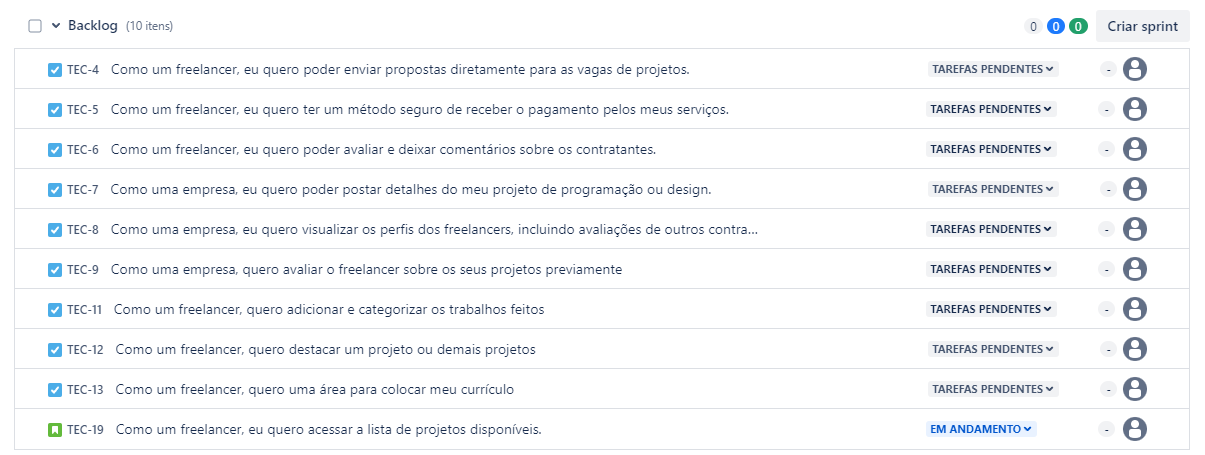 Backlog (10 itens) 0 0 0 Criar sprint
TEC-4 Como um freelancer, eu quero poder enviar propostas diretamente para as vagas de projetos. TAREFAS PENDENTES -
TEC-5 Como um freelancer, eu quero ter um método seguro de receber o pagamento pelos meus serviços. TAREFAS PENDENTES -
TEC-6 Como um freelancer, eu quero poder avaliar e deixar comentários sobre os contratantes. TAREFAS PENDENTES -
TEC-7 Como uma empresa, eu quero poder postar detalhes do meu projeto de programação ou design. TAREFAS PENDENTES -
TEC-8 Como uma empresa, eu quero visualizar os perfis dos freelancers, incluindo avaliações de outros contra... TAREFAS PENDENTES -
TEC-9 Como uma empresa, quero avaliar o freelancer sobre os seus projetos previamente TAREFAS PENDENTES -
TEC-11 Como um freelancer, quero adicionar e categorizar os trabalhos feitos TAREFAS PENDENTES -
TEC-12 Como um freelancer, quero destacar um projeto ou demais projetos TAREFAS PENDENTES -
TEC-13 Como um freelancer, quero uma área para colocar meu currículo TAREFAS PENDENTES -
TEC-19 Como um freelancer, eu quero acessar a lista de projetos disponíveis. EM ANDAMENTO -